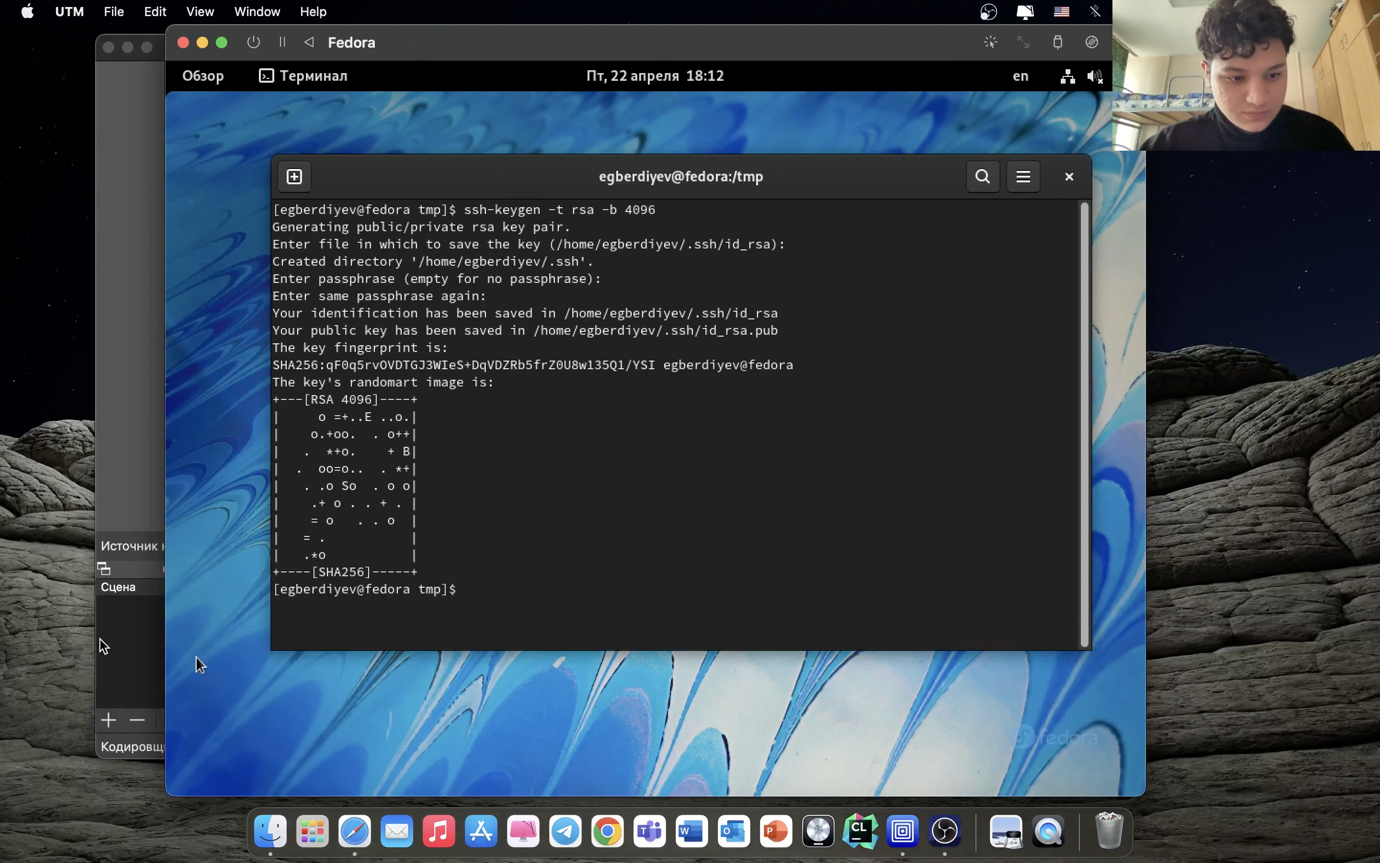 UTM File Edit View Window Help
Fedora
Обзор Терминал Пт, 22 апреля 18:12 en
egberdiyev@fedora:/tmp
[egberdiyev@fedora tmp]$ ssh-keygen -t rsa -b 4096
Generating public/private rsa key pair.
Enter file in which to save the key (/home/egberdiyev/.ssh/id_rsa):
Created directory '/home/egberdiyev/.ssh'.
Enter passphrase (empty for no passphrase):
Enter same passphrase again:
Your identification has been saved in /home/egberdiyev/.ssh/id_rsa
Your public key has been saved in /home/egberdiyev/.ssh/id_rsa.pub
The key fingerprint is:
SHA256:qF0q5rvOVDTGJ3WIeS+DqVDZRb5frZ0U8w135Q1/YSI egberdiyev@fedora
The key's randomart image is:
+---[RSA 4096]----+
|     o =+..E ..o.|
|    o.+oo.  . o++|
|   .  *+o.    + B|
|  .  oo=o..  . *+|
|   . .o So  . o o|
|    .+ o . . + . |
|    = o   . . o  |
|   = .           |
|   .*o           |
+----[SHA256]-----+
[egberdiyev@fedora tmp]$
Источник
Сцена
fedora
CL